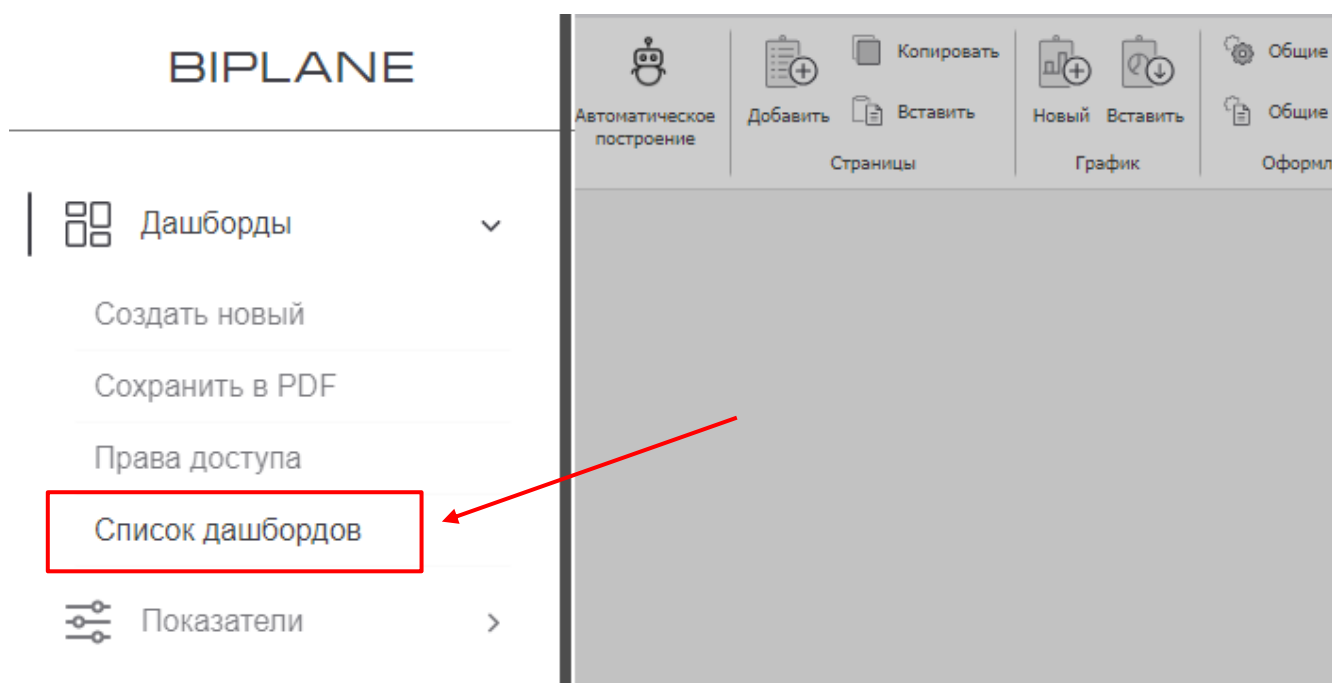 BIPLANE
Дашборды
Создать новый
Сохранить в PDF
Права доступа
Список дашбордов
Показатели
Автоматическое
построение
Добавить
Копировать
Вставить
Страницы
Новый
Вставить
График
Общие
Общие